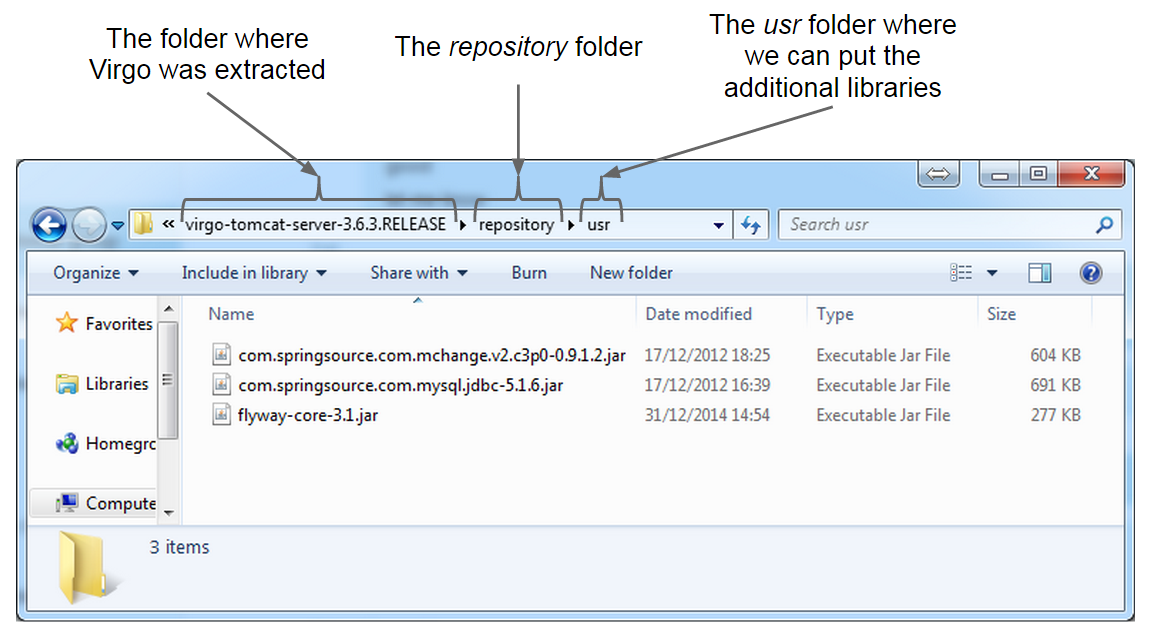 The folder where
Virgo was extracted
The repository folder
The usr folder where
we can put the
additional libraries
« virgo-tomcat-server-3.6.3.RELEASE repository usr
Search usr
Organize Include in library Share with Burn New folder
Name Date modified Type Size
Favorites
Libraries
Homegrc
Compute
com.springsource.com.mchange.v2.c3p0-0.9.1.2.jar 17/12/2012 18:25 Executable Jar File 604 KB
com.springsource.com.mysql.jdbc-5.1.6.jar 17/12/2012 16:39 Executable Jar File 691 KB
flyway-core-3.1.jar 31/12/2014 14:54 Executable Jar File 277 KB
3 items